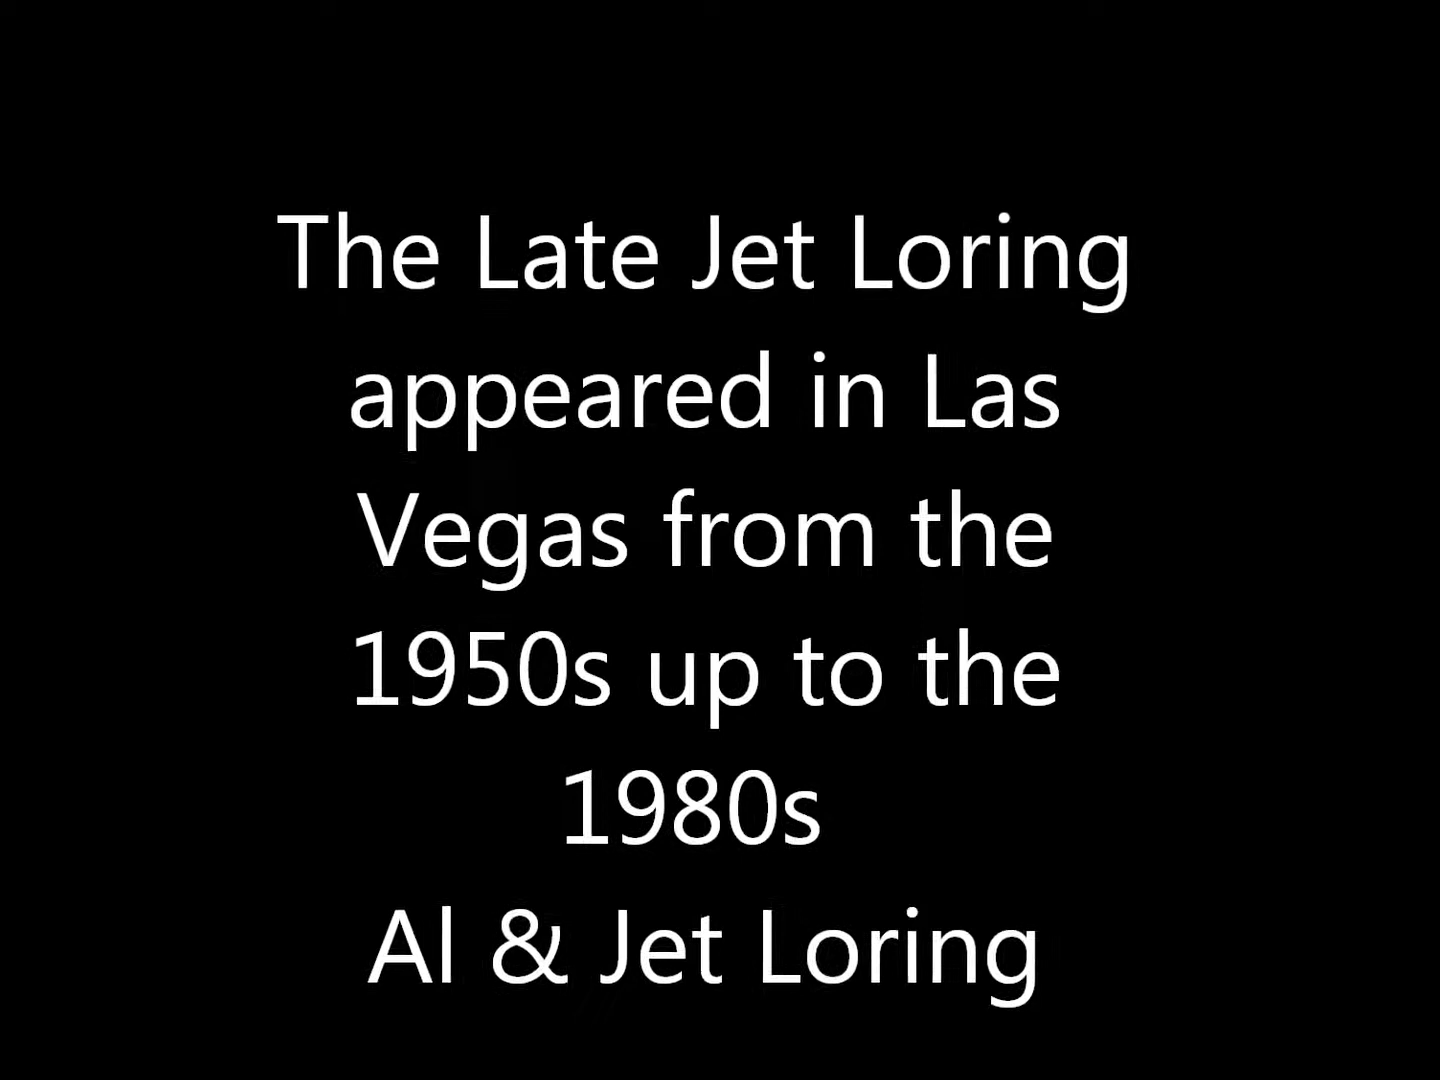 The Late Jet Loring
appeared in Las
Vegas from the
1950s up to the
1980s
Al & Jet Loring